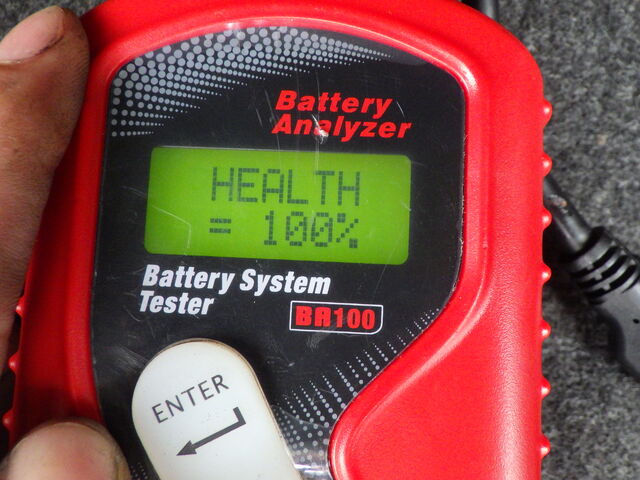 Battery
Analyzer
HEALTH
= 100%
Battery System
Tester
BR100
ENTER